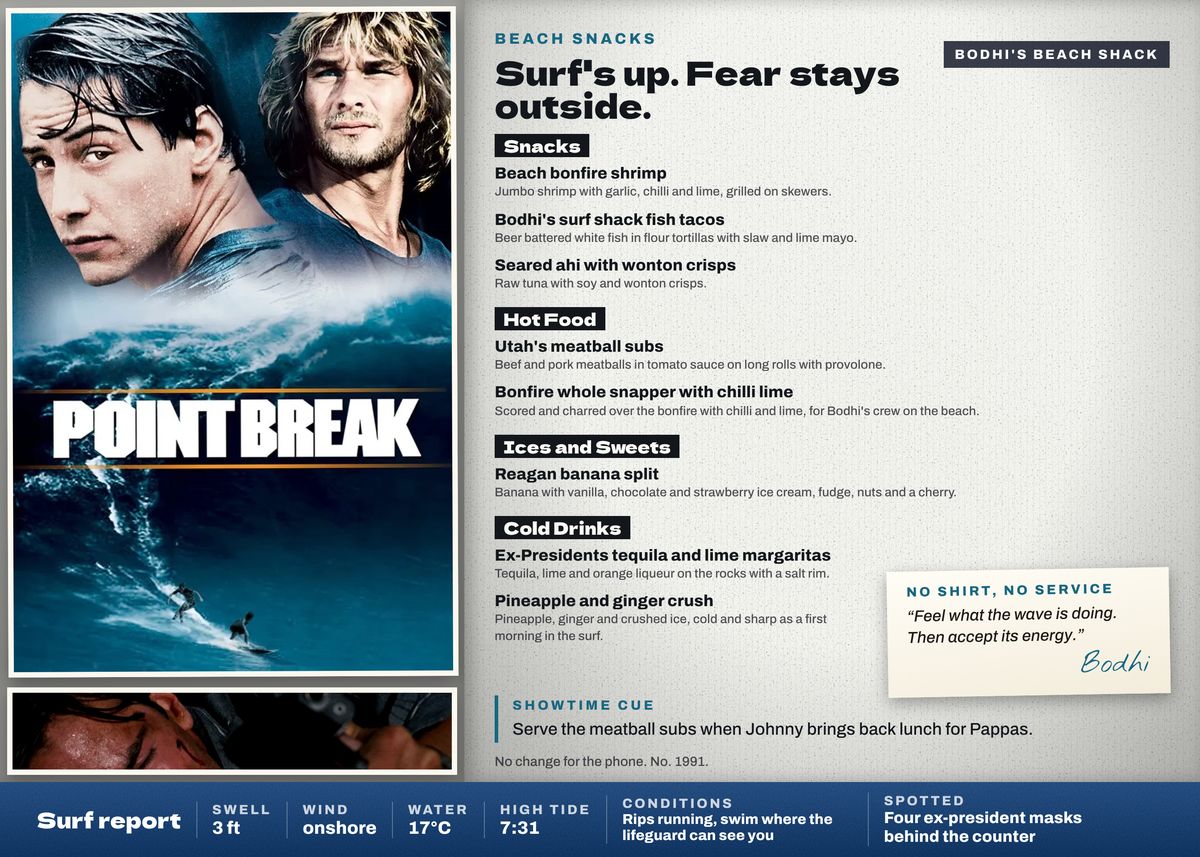 POINT BREAK
BEACH SNACKS
BODHI'S BEACH SHACK
Surf's up. Fear stays
outside.
Snacks
Beach bonfire shrimp
Jumbo shrimp with garlic, chilli and lime, grilled on skewers.
Bodhi's surf shack fish tacos
Beer battered white fish in flour tortillas with slaw and lime mayo.
Seared ahi with wonton crisps
Raw tuna with soy and wonton crisps.
Hot Food
Utah's meatball subs
Beef and pork meatballs in tomato sauce on long rolls with provolone.
Bonfire whole snapper with chilli lime
Scored and charred over the bonfire with chilli and lime, for Bodhi's crew on the beach.
Ices and Sweets
Reagan banana split
Banana with vanilla, chocolate and strawberry ice cream, fudge, nuts and a cherry.
Cold Drinks
Ex-Presidents tequila and lime margaritas
Tequila, lime and orange liqueur on the rocks with a salt rim.
Pineapple and ginger crush
Pineapple, ginger and crushed ice, cold and sharp as a first
morning in the surf.
NO SHIRT, NO SERVICE
“Feel what the wave is doing.
Then accept its energy.”
Bodhi
SHOWTIME CUE
Serve the meatball subs when Johnny brings back lunch for Pappas.
No change for the phone. No. 1991.
Surf report
SWELL
3 ft
WIND
onshore
WATER
17°C
HIGH TIDE
7:31
CONDITIONS
Rips running, swim where the
lifeguard can see you
SPOTTED
Four ex-president masks
behind the counter